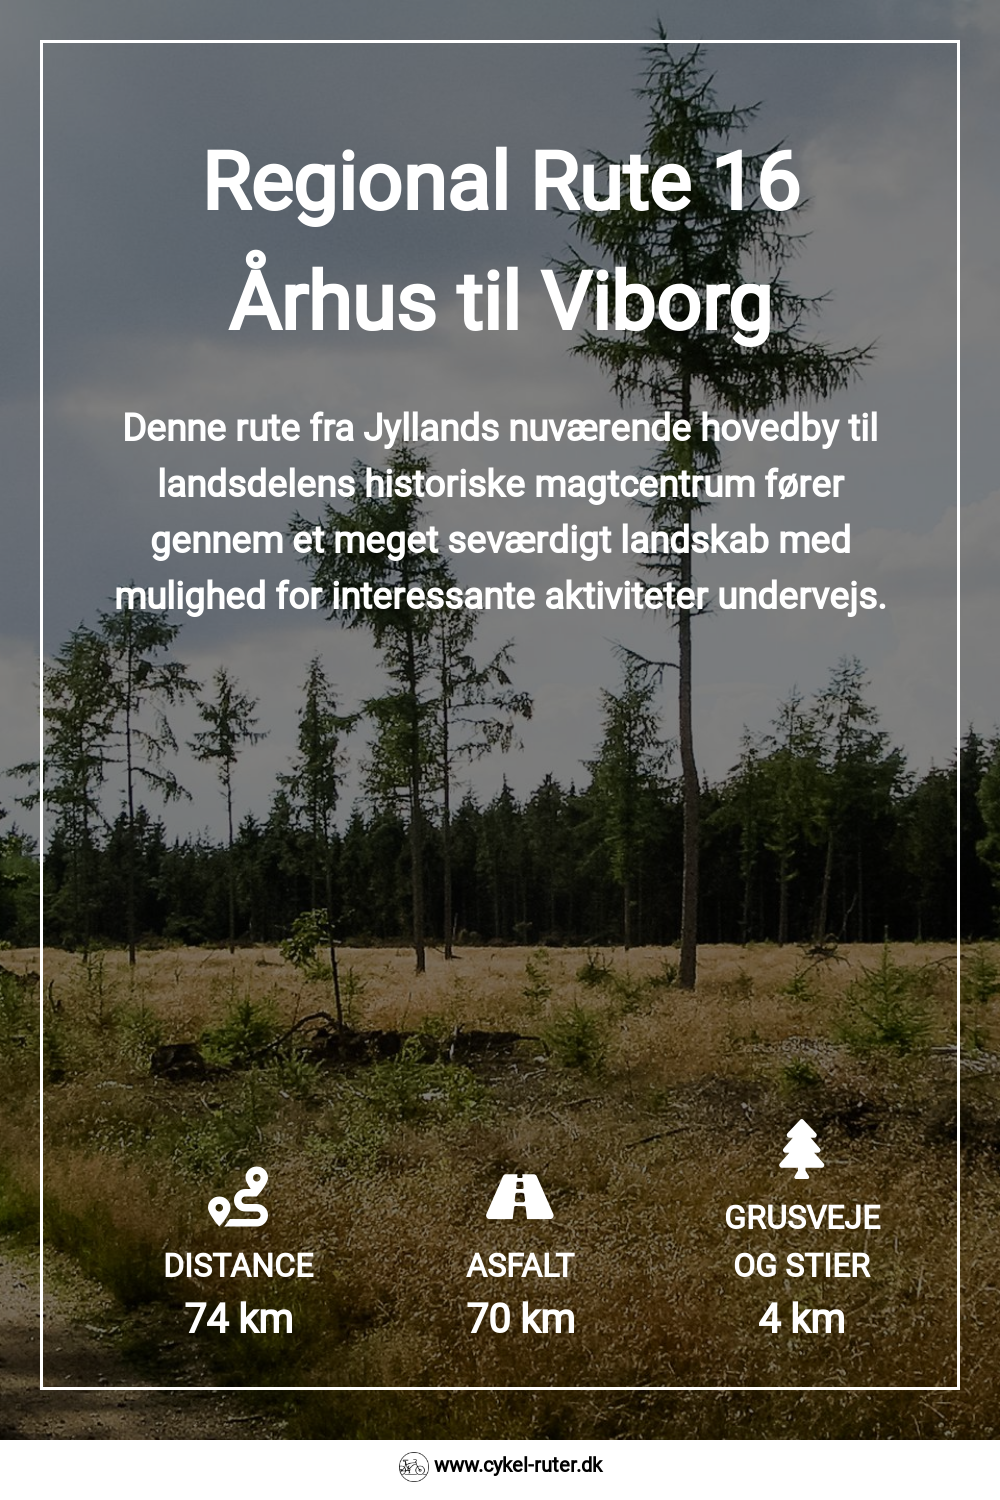 Regional Rute 16
Århus til Viborg
Denne rute fra Jyllands nuværende hovedby til
landsdelens historiske magtcentrum fører
gennem et meget seværdigt landskab med
mulighed for interessante aktiviteter undervejs.
DISTANCE
74 km
ASFALT
70 km
GRUSVEJE
OG STIER
4 km
www.cykel-ruter.dk